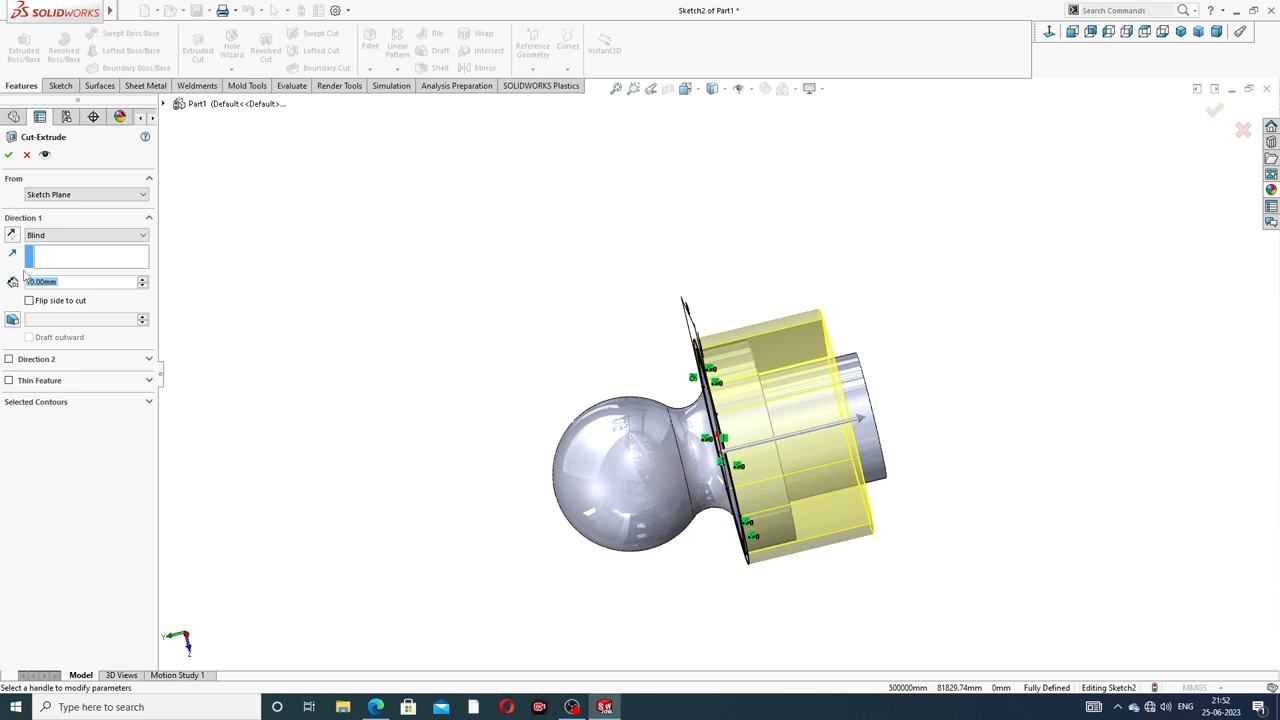 SOLIDWORKS
Sketch2 of Part1 *
Search Commands
Extruded Boss/Base
Revolved Boss/Base
Swept Boss/Base
Lofted Boss/Base
Boundary Boss/Base
Extruded Cut
Hole Wizard
Revolved Cut
Swept Cut
Lofted Cut
Boundary Cut
Fillet
Linear Pattern
Rib
Draft
Shell
Wrap
Intersect
Mirror
Reference Geometry
Curves
Instant3D
Features Sketch Surfaces Sheet Metal Weldments Mold Tools Evaluate Render Tools Simulation Analysis Preparation SOLIDWORKS Plastics
Part1 (Default<<Default>...
Cut-Extrude
From
Sketch Plane
Direction 1
Blind
Flip side to cut
Draft outward
Direction 2
Thin Feature
Selected Contours
Y
Z
Model 3D Views Motion Study 1
Select a handle to modify parameters
500000mm 81829.74mm 0mm Fully Defined Editing Sketch2 MMGS
Type here to search
ENG
21:52
25-06-2023